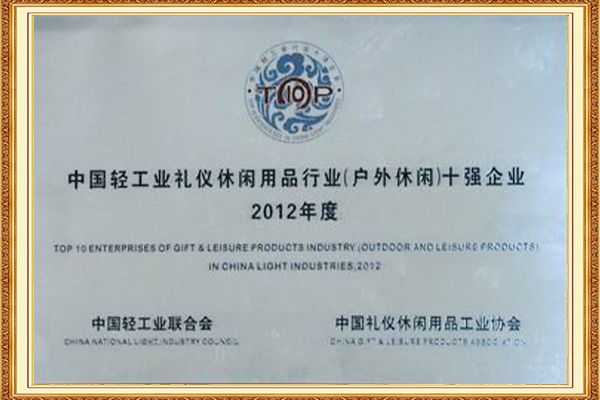 TOP
10
中国轻工业礼仪休闲用品行业(户外休闲)十强企业
2012年度
TOP 10 ENTERPRISES OF GIFT & LEISURE PRODUCTS INDUSTRY (OUTDOOR AND LEISURE PRODUCTS)
IN CHINA LIGHT INDUSTRIES,2012
中国轻工业联合会 中国礼仪休闲用品工业协会
CHINA NATIONAL LIGHT INDUSTRY COUNCIL CHINA GIFT & LEISURE PRODUCTS ASSOCIATION